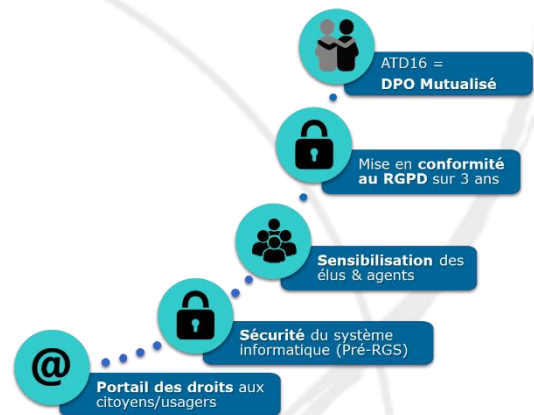 ATD16 =
DPO Mutualisé
Mise en conformité
au RGPD sur 3 ans
Sensibilisation des
élus & agents
Sécurité du système
informatique (Pré-RGS)
@
Portail des droits aux
citoyens/usagers